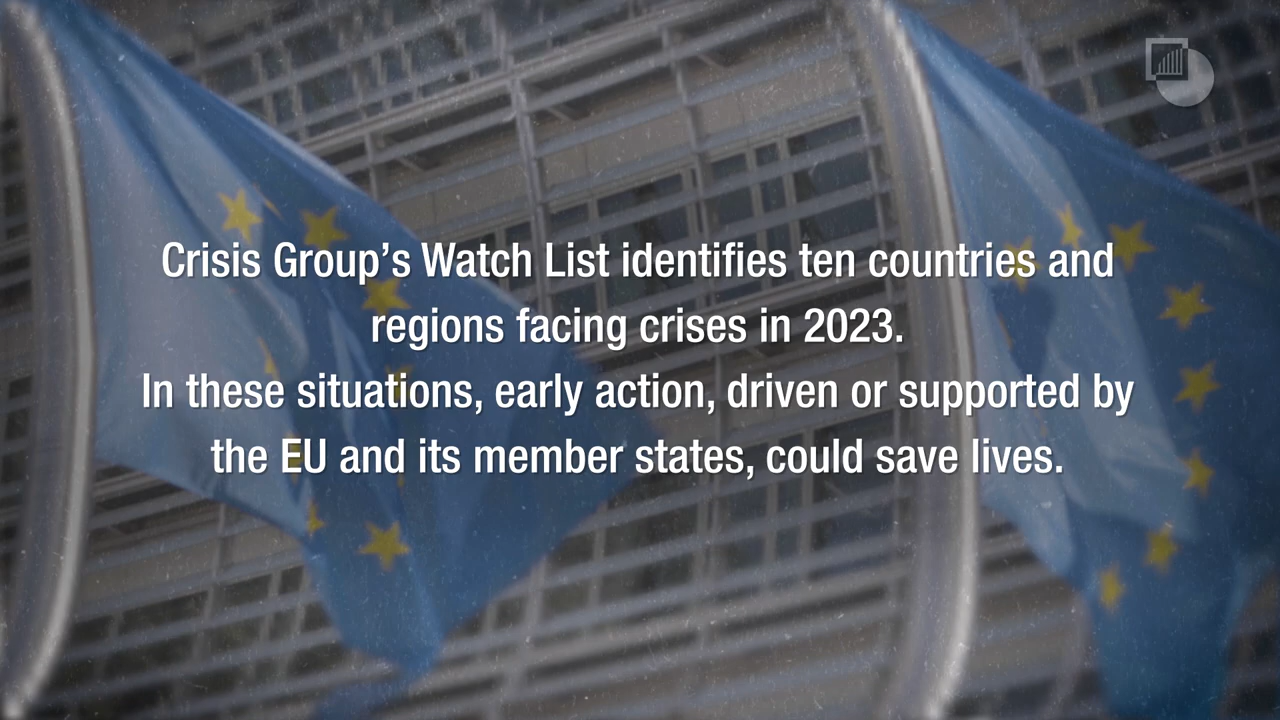 Crisis Group’s Watch List identifies ten countries and
regions facing crises in 2023.
In these situations, early action, driven or supported by
the EU and its member states, could save lives.